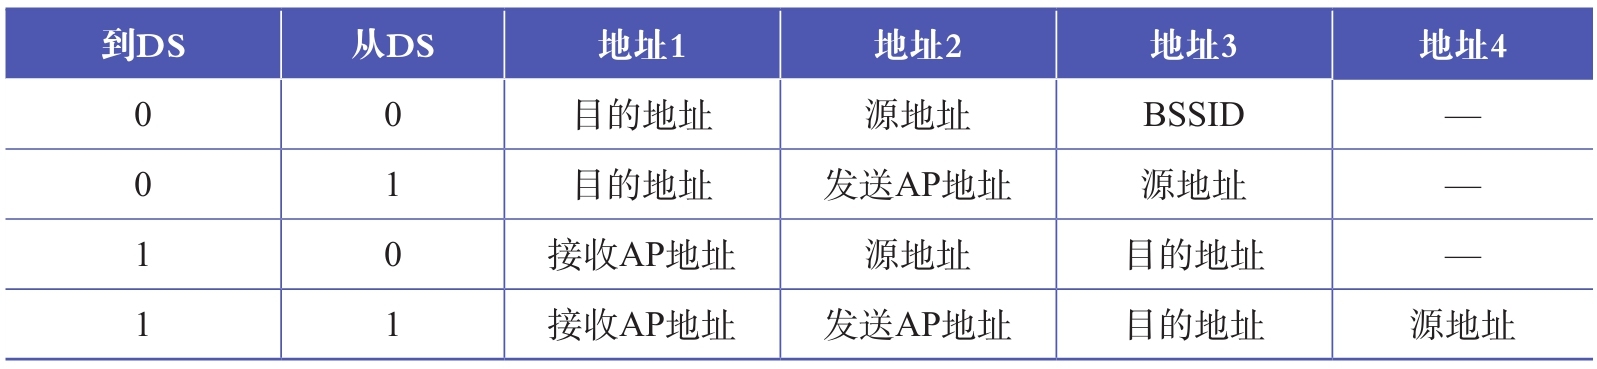 到DS 从DS 地址1 地址2 地址3 地址4
0 0 目的地址 源地址 BSSID —
0 1 目的地址 发送AP地址 源地址 —
1 0 接收AP地址 源地址 目的地址 —
1 1 接收AP地址 发送AP地址 目的地址 源地址